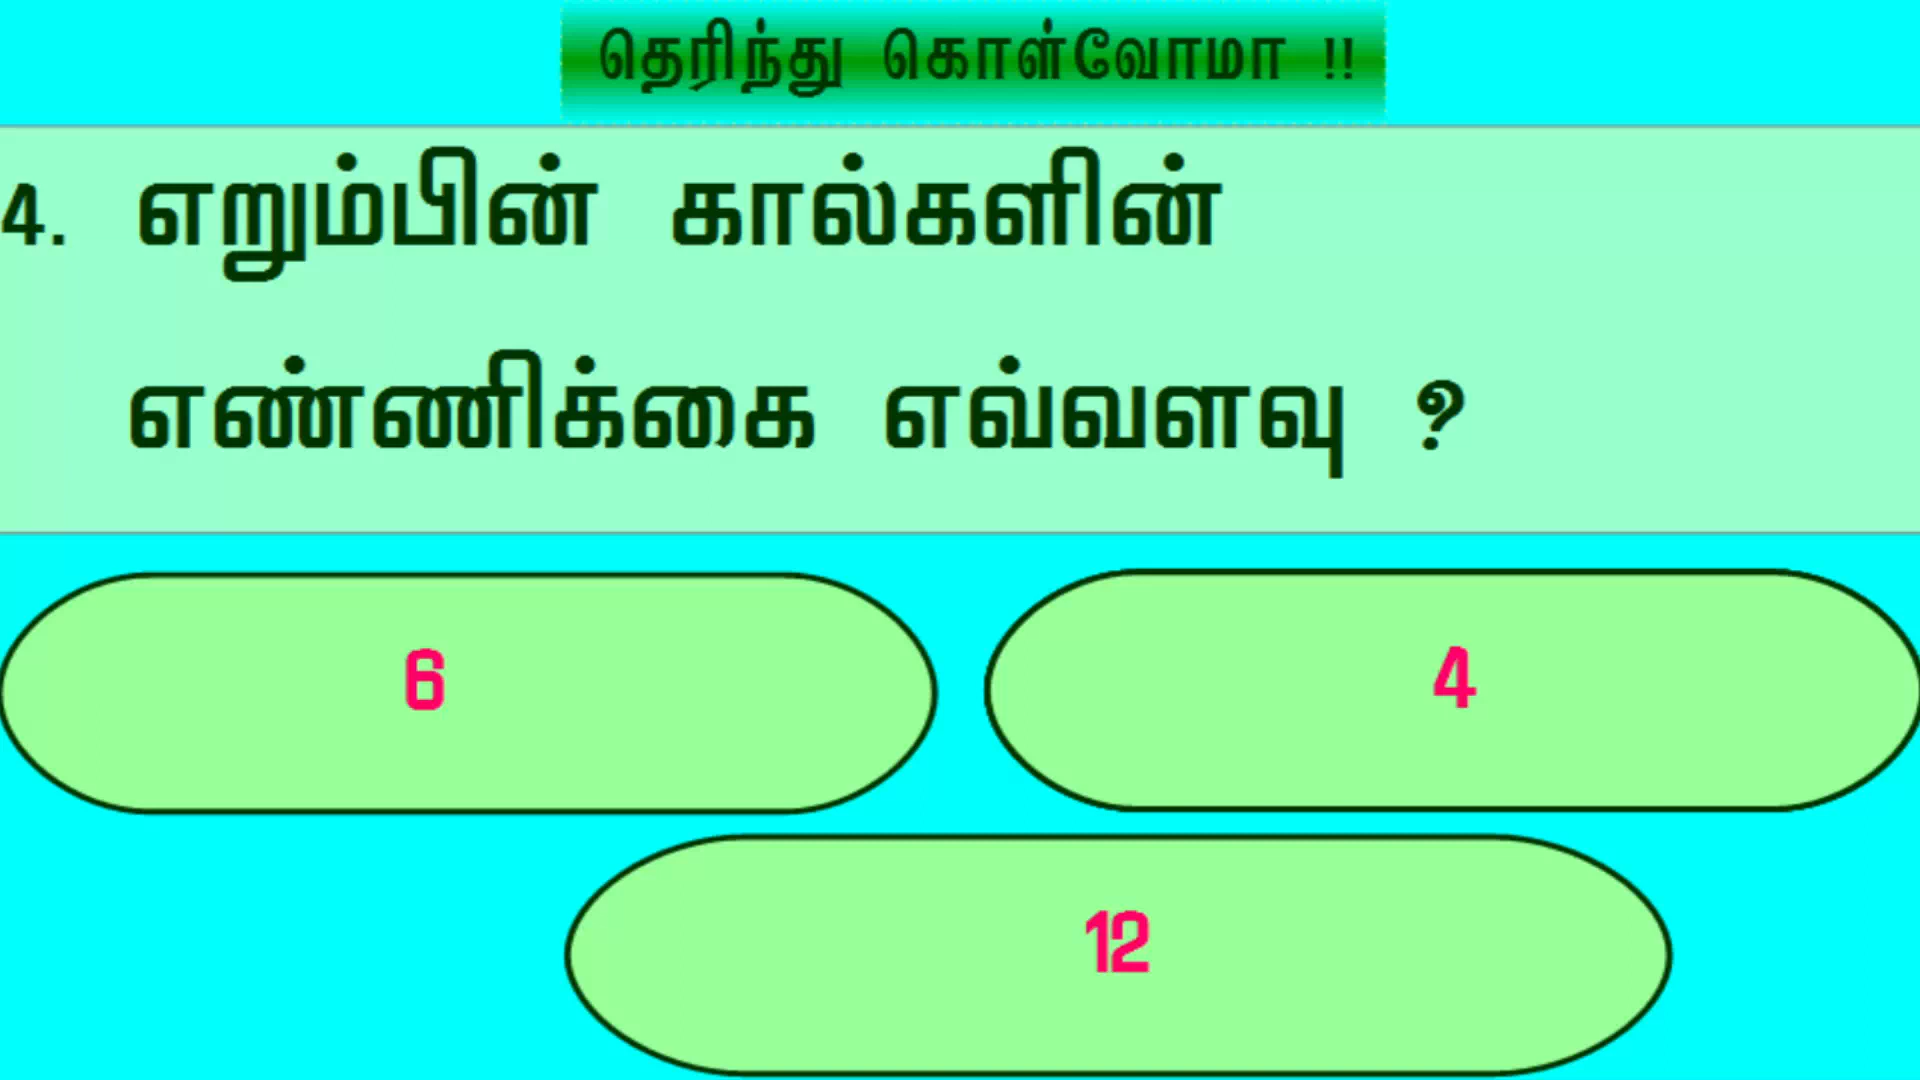 தெரிந்து கொள்வோமா !!
4. எறும்பின் கால்களின்
எண்ணிக்கை எவ்வளவு ?
6
4
12